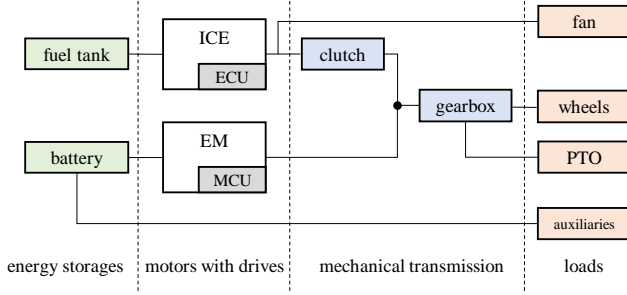 ICE
fan
fuel tank
clutch
ECU
gearbox
wheels
EM
battery
PTO
MCU
auxiliaries
energy storages
motors with drives
mechanical transmission
loads